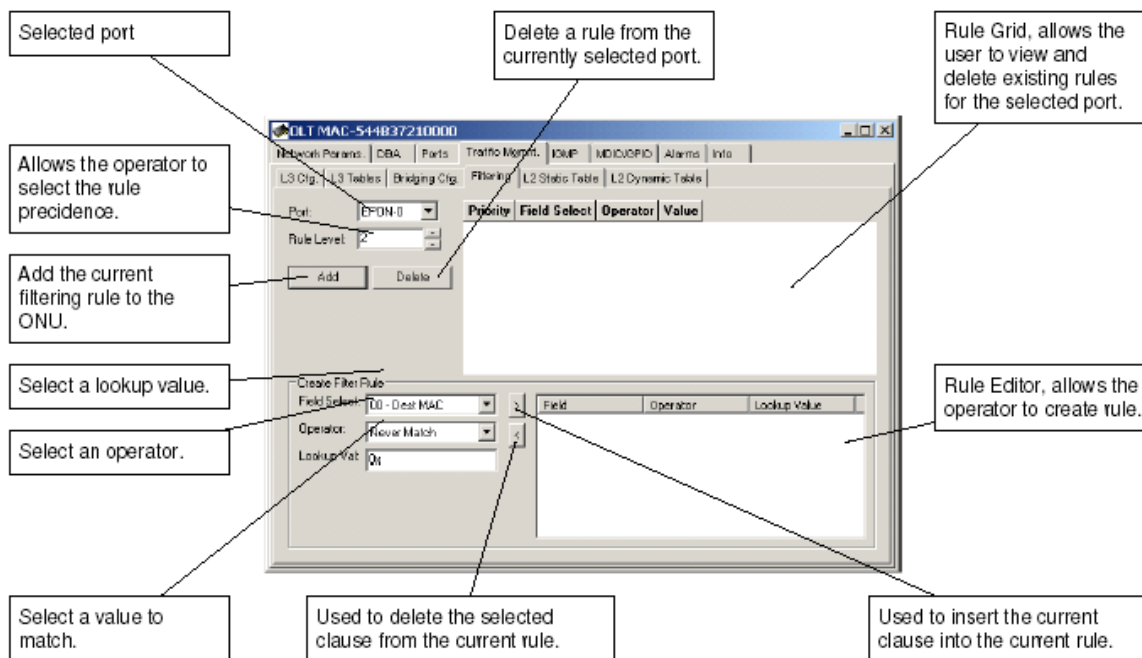 Selected port
Delete a rule from the
currently selected port.
Rule Grid, allows the
user to view and
delete existing rules
for the selected port.
Allows the operator to
select the rule
precidence.
Add the current
filtering rule to the
ONU.
Select a lookup value.
Select an operator.
Select a value to
match.
OLT MAC-544B37210000
Network Params. DBA Ports Traffic Mgmt. IGMP MDIO/GPIO Alarms Info
L3 Cfg. L3 Tables Bridging Cfg. Filtering L2 Static Table L2 Dynamic Table
Port: EPON-0 Priority Field Select Operator Value
Rule Level: 2
Add Delete
Create Filter Rule
Field Select: 00 - Dest MAC > Field Operator Lookup Value
Operator: Never Match <
Lookup Val: 0x
Rule Editor, allows the
operator to create rule.
Used to delete the selected
clause from the current rule.
Used to insert the current
clause into the current rule.